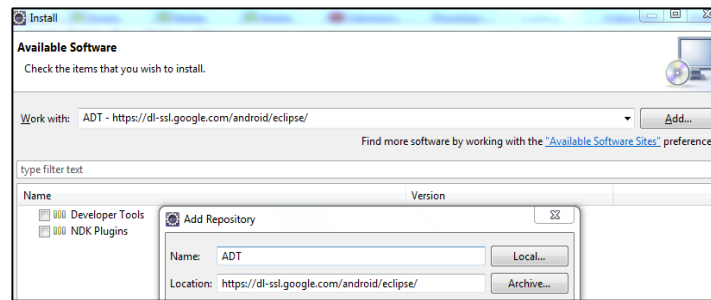 Install
Available Software
Check the items that you wish to install.
Work with: ADT - https://dl-ssl.google.com/android/eclipse/ Add...
Find more software by working with the "Available Software Sites" preference
type filter text
Name Version
Developer Tools
NDK Plugins
Add Repository
Name: ADT Local...
Location: https://dl-ssl.google.com/android/eclipse/ Archive...